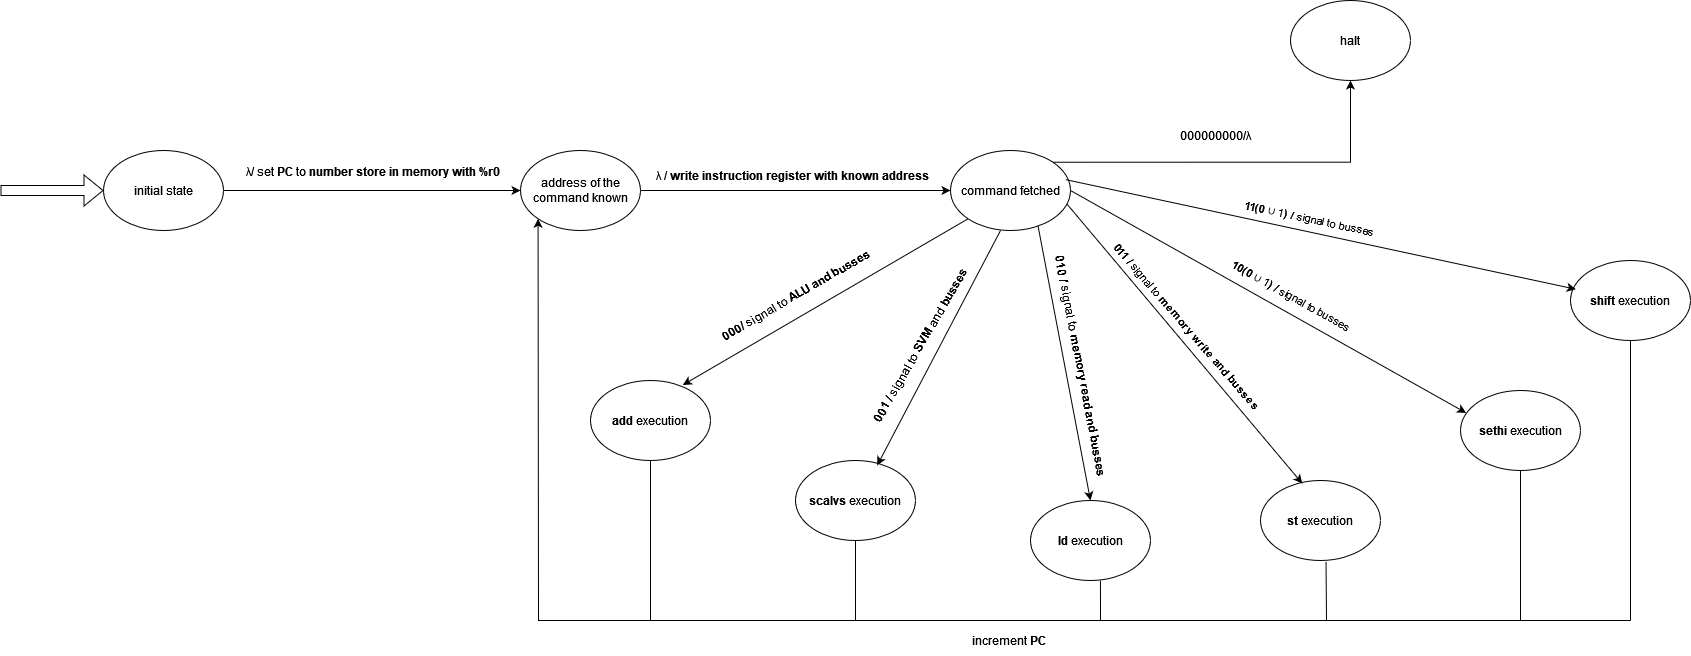 halt
000000000/λ
λ/ set PC to number store in memory with %r0
λ / write instruction register with known address
initial state
address of the
command known
command fetched
11(0 ∪ 1) / signal to busses
10(0 ∪ 1) / signal to busses
011 / signal to memory write and busses
010 / signal to memory read and busses
001 / signal to SVM and busses
000/ signal to ALU and busses
shift execution
add execution
sethi execution
scalvs execution
st execution
ld execution
increment PC